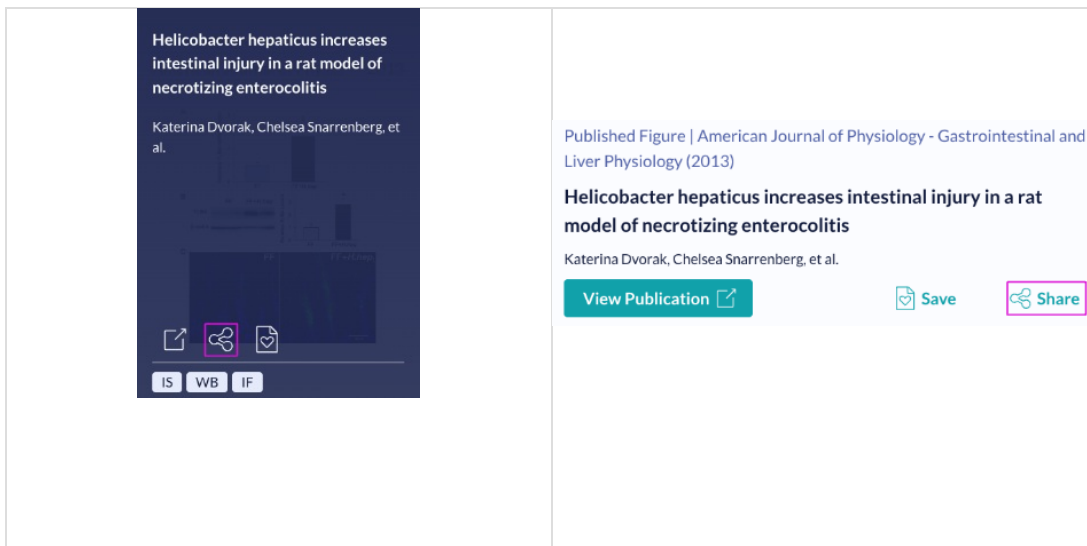 Helicobacter hepaticus increases
intestinal injury in a rat model of
necrotizing enterocolitis
Katerina Dvorak, Chelsea Snarrenberg, et
al.
IS WB IF
Published Figure | American Journal of Physiology - Gastrointestinal and
Liver Physiology (2013)
Helicobacter hepaticus increases intestinal injury in a rat
model of necrotizing enterocolitis
Katerina Dvorak, Chelsea Snarrenberg, et al.
View Publication Save Share